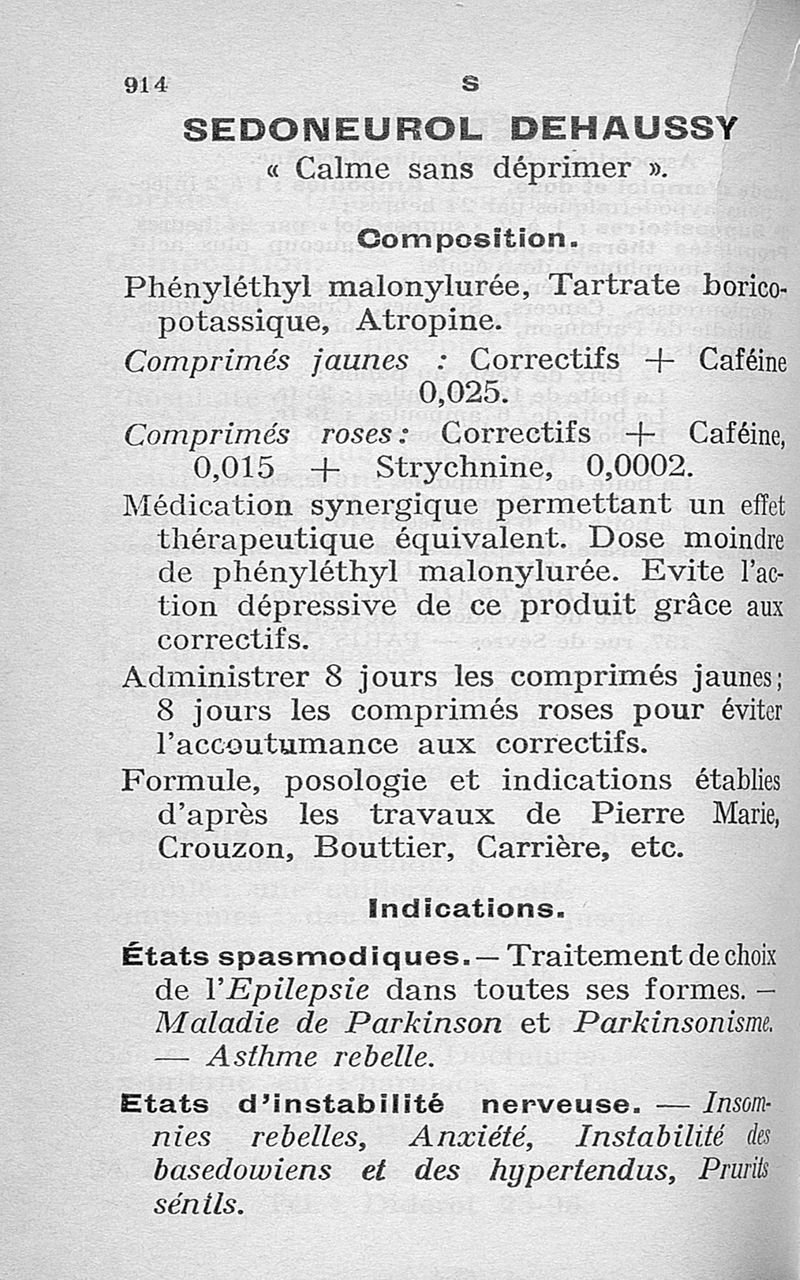 914
S
SEDONEUROL DEHAUSSY
« Calme sans déprimer ».
Composition.
Phényléthyl malonylurée, Tartrate borico-
potassique, Atropine.
Comprimés jaunes : Correctifs + Caféine
0,025.
Comprimés roses : Correctifs + Caféine,
0,015 + Strychnine, 0,0002.
Médication synergique permettant un effet
thérapeutique équivalent. Dose moindre
de phényléthyl malonylurée. Evite l'ac-
tion dépressive de ce produit grâce aux
correctifs.
Administrer 8 jours les comprimés jaunes ;
8 jours les comprimés roses pour éviter
l'accoutumance aux correctifs.
Formule, posologie et indications établies
d'après les travaux de Pierre Marie,
Crouzon, Bouttier, Carrière, etc.
Indications.
États spasmodiques. — Traitement de choix
de l'Epilepsie dans toutes ses formes. —
Maladie de Parkinson et Parkinsonisme.
— Asthme rebelle.
Etats d'instabilité nerveuse. — Insom-
nies rebelles, Anxiété, Instabilité des
basedowiens et des hypertendus, Prurits
séntls.